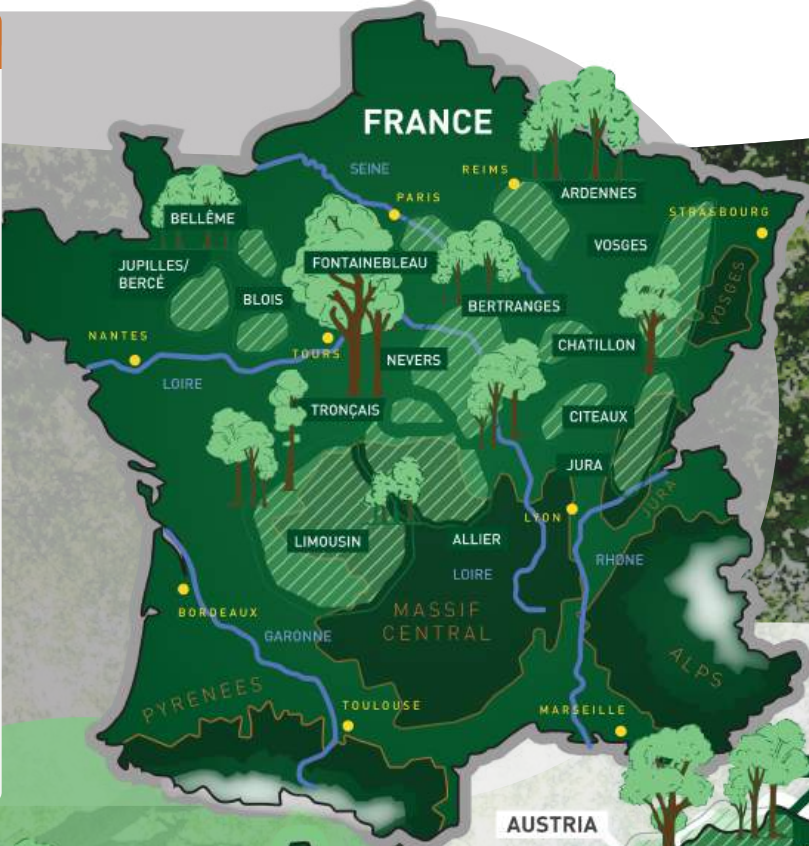 FRANCE
SEINE
REIMS
PARIS
ARDENNES
STRASBOURG
BELLÊME
VOSGES
JUPILLES/
BERCÉ
FONTAINEBLEAU
VOSGES
BLOIS
BERTRANGES
NANTES
TOURS
CHATILLON
NEVERS
LOIRE
TRONÇAIS
CITEAUX
JURA
JURA
LYON
LIMOUSIN
ALLIER
RHØNE
LOIRE
BORDEAUX
MASSIF
CENTRAL
GARONNE
ALPS
PYRENEES
TOULOUSE
MARSEILLE
AUSTRIA